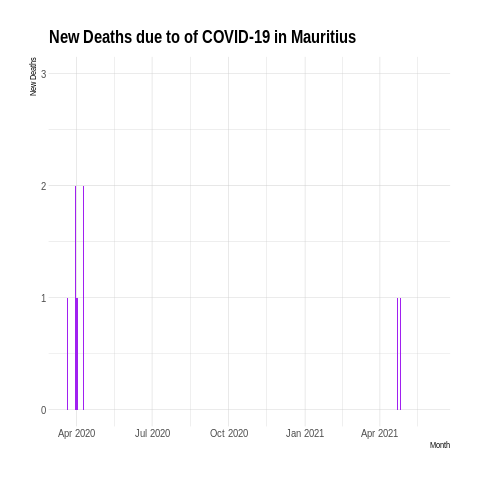 New Deaths due to of COVID-19 in Mauritius
New Deaths
3
2
1
0
Apr 2020 Jul 2020 Oct 2020 Jan 2021 Apr 2021
Month